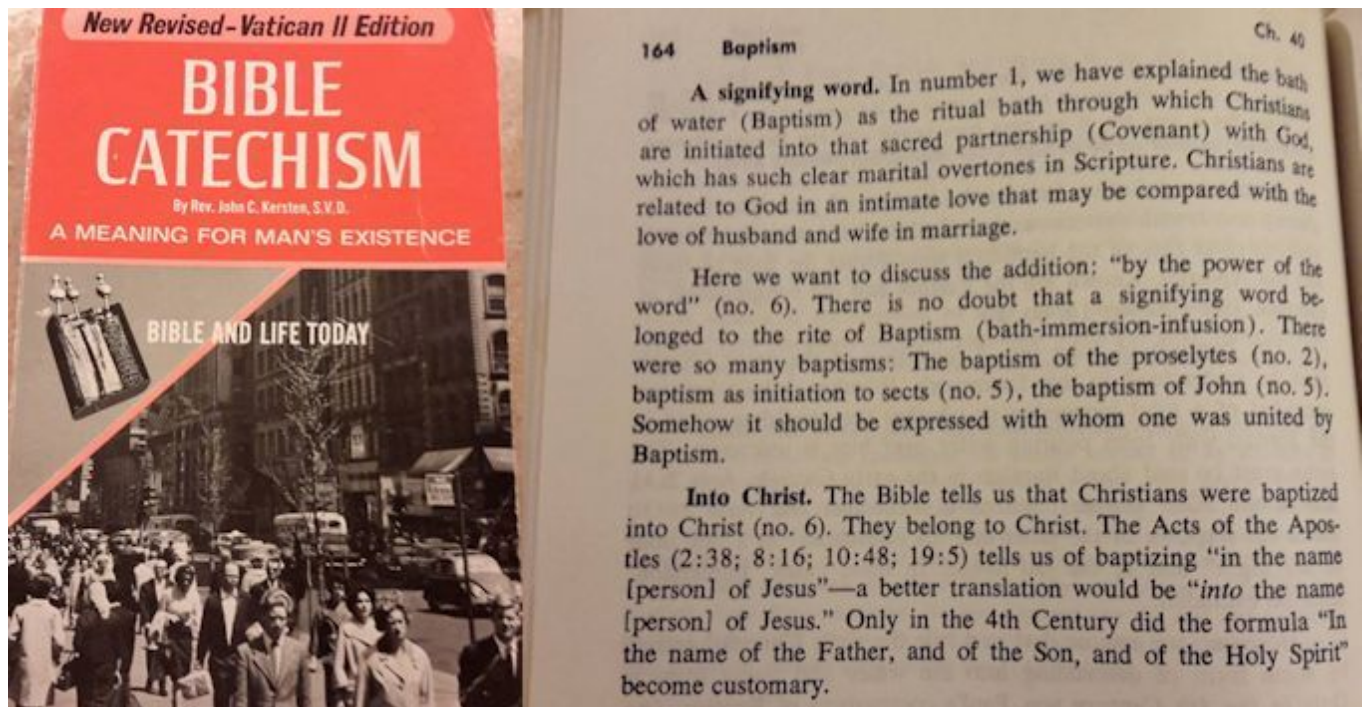 New Revised-Vatican II Edition
BIBLE
CATECHISM
By Rev. John C. Kersten, S.V.D.
A MEANING FOR MAN'S EXISTENCE
BIBLE AND LIFE TODAY
164 Baptism Ch. 40
A signifying word. In number 1, we have explained the bath
of water (Baptism) as the ritual bath through which Christians
are initiated into that sacred partnership (Covenant) with God,
which has such clear marital overtones in Scripture. Christians are
related to God in an intimate love that may be compared with the
love of husband and wife in marriage.
Here we want to discuss the addition: "by the power of the
word" (no. 6). There is no doubt that a signifying word be-
longed to the rite of Baptism (bath-immersion-infusion). There
were so many baptisms: The baptism of the proselytes (no. 2),
baptism as initiation to sects (no. 5), the baptism of John (no. 5).
Somehow it should be expressed with whom one was united by
Baptism.
Into Christ. The Bible tells us that Christians were baptized
into Christ (no. 6). They belong to Christ. The Acts of the Apos-
tles (2:38; 8:16; 10:48; 19:5) tells us of baptizing "in the name
[person] of Jesus"—a better translation would be "into the name
[person] of Jesus." Only in the 4th Century did the formula "In
the name of the Father, and of the Son, and of the Holy Spirit"
become customary.